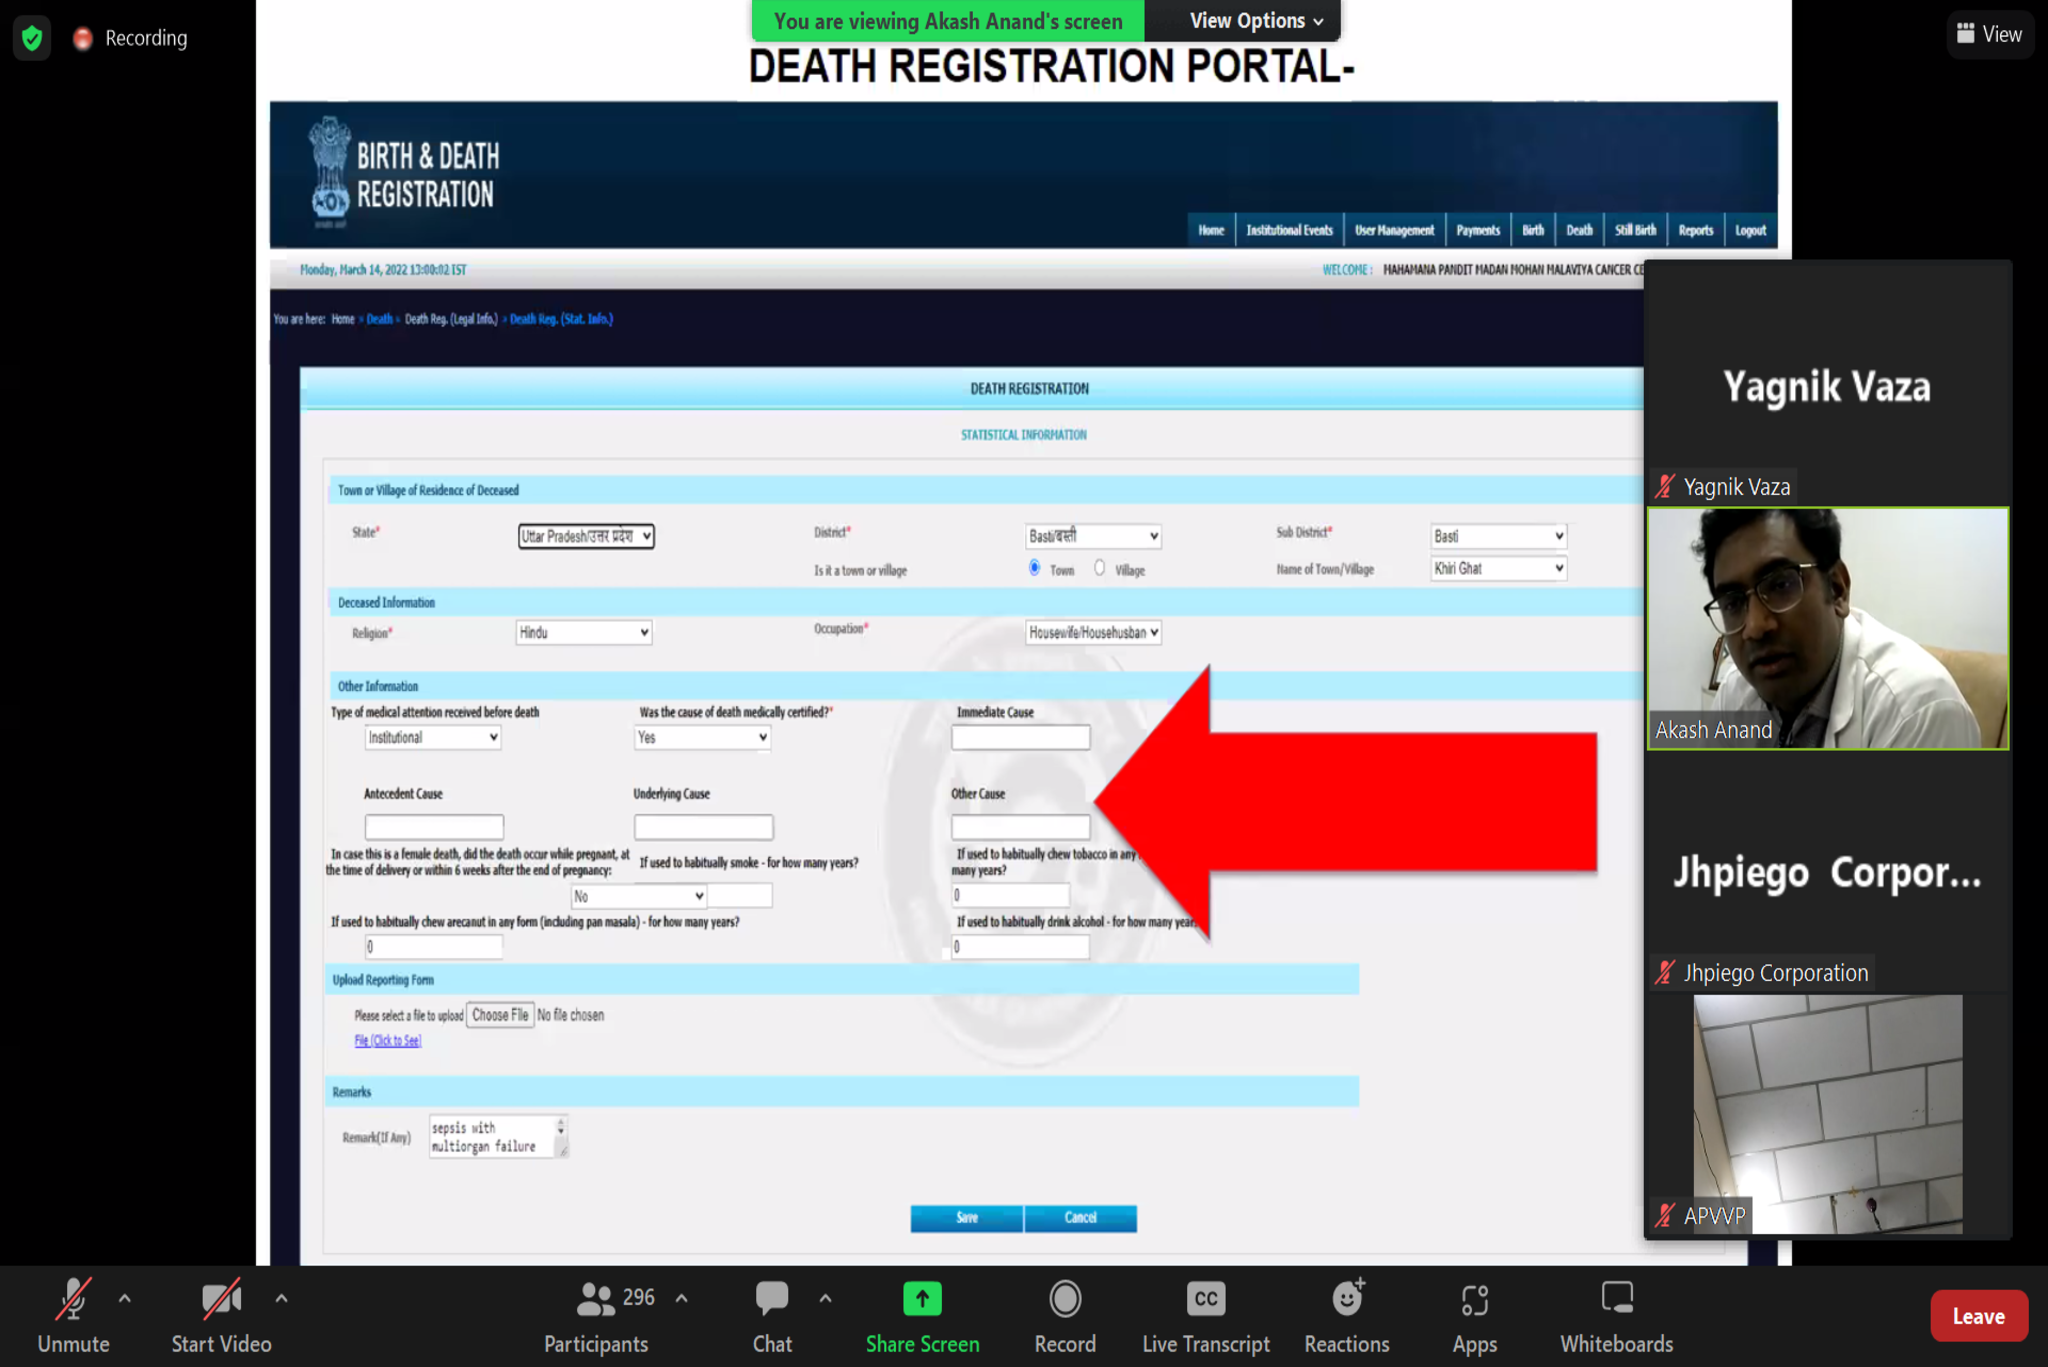 Recording
You are viewing Akash Anand's screen
View Options
View
DEATH REGISTRATION PORTAL-
BIRTH & DEATH
REGISTRATION
Home
Institutional Events
User Management
Payments
Birth
Death
Still Birth
Reports
Logout
Monday, March 14, 2022 13:00:02 IST
WELCOME : MAHAMANA PANDIT MADAN MOHAN MALAVIYA CANCER CE
You are here: Home » Death » Death Reg. (Legal Info.) » Death Reg. (Stat. Info.)
DEATH REGISTRATION
STATISTICAL INFORMATION
Town or Village of Residence of Deceased
State* Uttar Pradesh/उत्तर प्रदेश District* Basti/बस्ती Sub District* Basti
Is it a town or village Town Village Name of Town/Village Khiri Ghat
Deceased Information
Religion* Hindu Occupation* Housewife/Househusban
Other Information
Type of medical attention received before death Was the cause of death medically certified?* Immediate Cause
Institutional Yes
Antecedent Cause Underlying Cause Other Cause
In case this is a female death, did the death occur while pregnant, at
the time of delivery or within 6 weeks after the end of pregnancy:
No
If used to habitually smoke - for how many years?
If used to habitually chew tobacco in any
many years?
0
If used to habitually chew arecanut in any form (including pan masala) - for how many years?
0
If used to habitually drink alcohol - for how many year
0
Upload Reporting Form
Please select a file to upload Choose File No file chosen
File (Click to See)
Remarks
Remark(If Any) sepsis with
multiorgan failure
Save Cancel
Yagnik Vaza
Yagnik Vaza
Akash Anand
Jhpiego Corpor...
Jhpiego Corporation
APVVP
Unmute
Start Video
296
Participants
Chat
Share Screen
Record
CC
Live Transcript
Reactions
Apps
Whiteboards
Leave